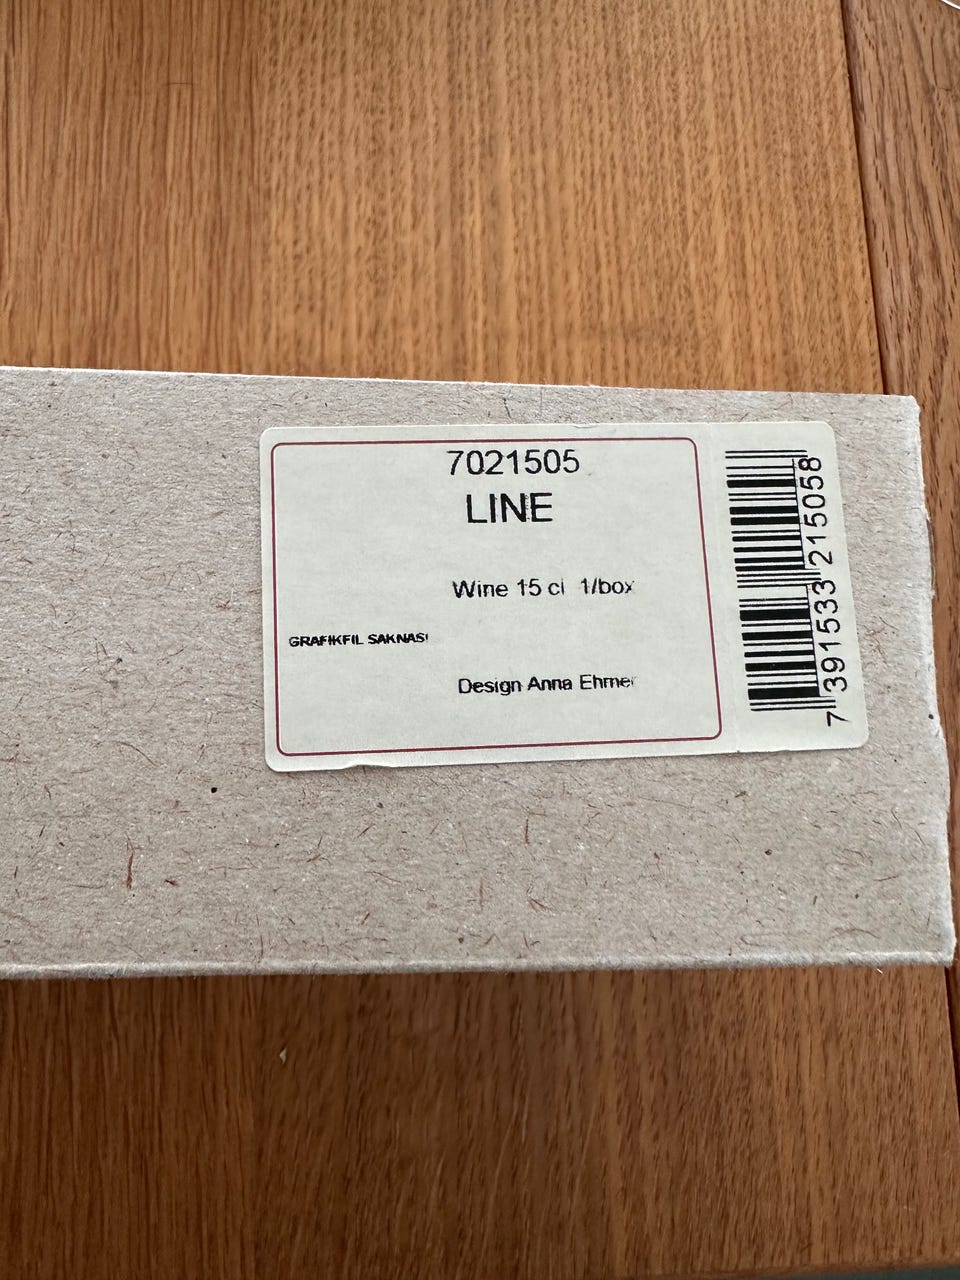 7021505
LINE
Wine 15 cl 1/box
GRAFIKFIL SAKNAS!
Design Anna Ehrner
7 391533 215058